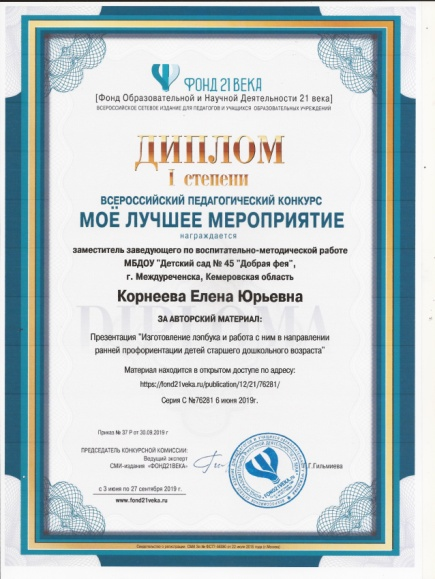 ФОНД 21 ВЕКА
[Фонд Образовательной и Научной Деятельности 21 века]
ВСЕРОССИЙСКОЕ СЕТЕВОЕ ИЗДАНИЕ ДЛЯ ПЕДАГОГОВ И УЧАЩИХСЯ ОБРАЗОВАТЕЛЬНЫХ УЧРЕЖДЕНИЙ
ДИПЛОМ
I степени
ВСЕРОССИЙСКИЙ ПЕДАГОГИЧЕСКИЙ КОНКУРС
МОЁ ЛУЧШЕЕ МЕРОПРИЯТИЕ
награждается
заместитель заведующего по воспитательно-методической работе
МБДОУ "Детский сад № 45 "Добрая фея",
г. Междуреченска, Кемеровская область
Корнеева Елена Юрьевна
DIPLOMA
ЗА АВТОРСКИЙ МАТЕРИАЛ:
Презентация "Изготовление лэпбука и работа с ним в направлении
ранней профориентации детей старшего дошкольного возраста"
Материал находится в открытом доступе по адресу:
https://fond21veka.ru/publication/12/21/76281/
Серия С №76281 6 июня 2019г.
Приказ № 37 Р от 30.09.2019 г
ПРЕДСЕДАТЕЛЬ КОНКУРСНОЙ КОМИССИИ:
Ведущий эксперт
СМИ-издания «ФОНД21ВЕКА»
Г.Гильмиева
с 3 июня по 27 сентября 2019 г.
www.fond21veka.ru